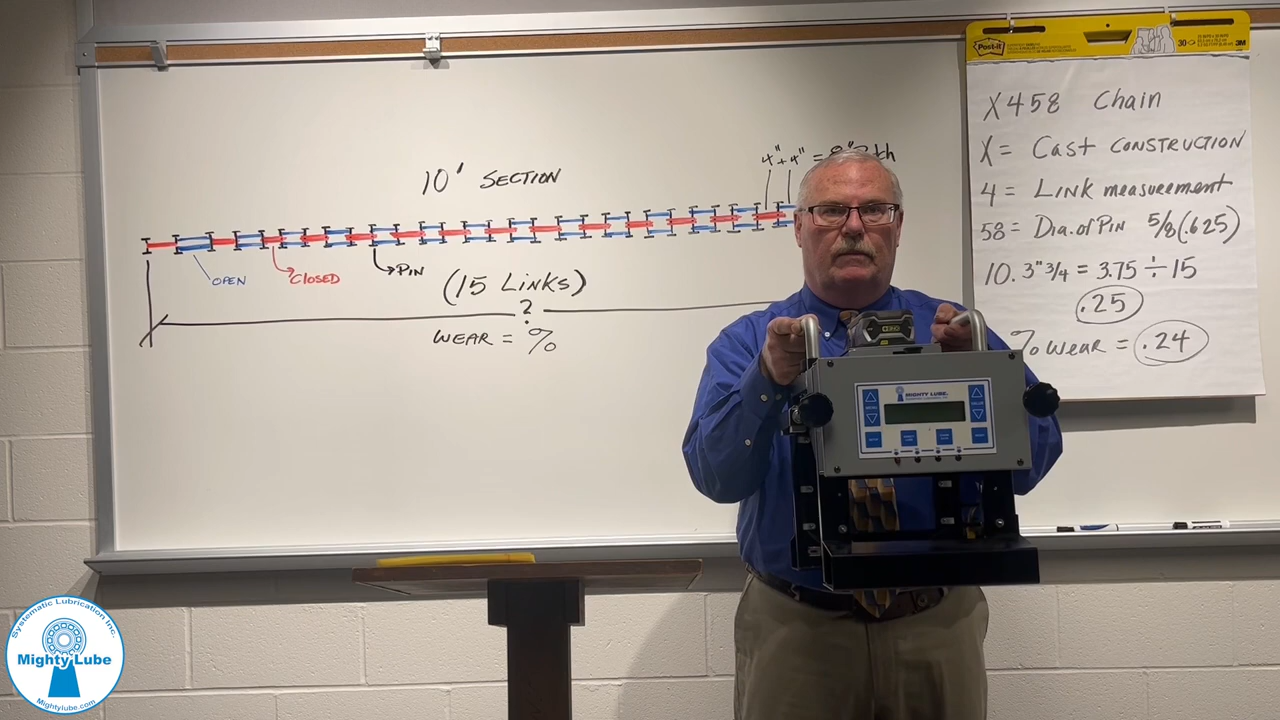 10' SECTION
4" + 4" = 8"
OPEN
CLOSED
PIN
(15 LINKS)
?
WEAR = %
Post-it
30
3M
X458 Chain
X = Cast CONSTRUCTION
4 = LINK measurement
58 = Dia. of PIN 5/8 (.625)
10. 3" 3/4 = 3.75 ÷ 15
.25
% wear = .24
MIGHTY LUBE
Systematic Lubrication Inc.
Mighty Lube
Mightylube.com